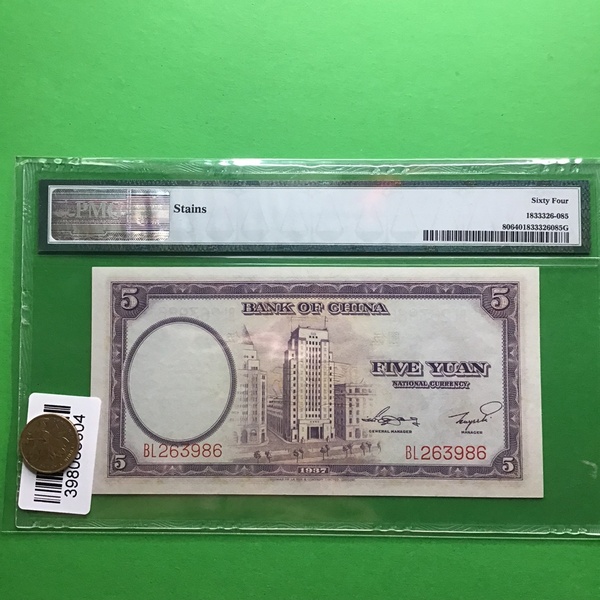 PMG
Stains
Sixty Four
1833326-085
806401833326085G
5 5
BANK OF CHINA
FIVE YUAN
NATIONAL CURRENCY
GENERAL MANAGER MANAGER
BL263986 BL263986
5 1937 5